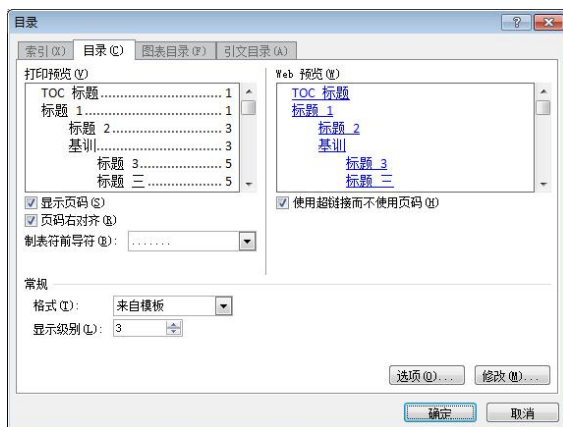 目录
索引(X) 目录(C) 图表目录(F) 引文目录(A)
打印预览(V)
TOC 标题.................... 1
标题 1........................ 1
标题 2.................... 3
基训........................ 3
标题 3................ 5
标题 三................ 5
Web 预览(W)
TOC 标题
标题 1
标题 2
基训
标题 3
标题 三
显示页码(S)
页码右对齐(R)
制表符前导符(B): .......
使用超链接而不使用页码(H)
常规
格式(T): 来自模板
显示级别(L): 3
选项(O)... 修改(M)...
确定 取消